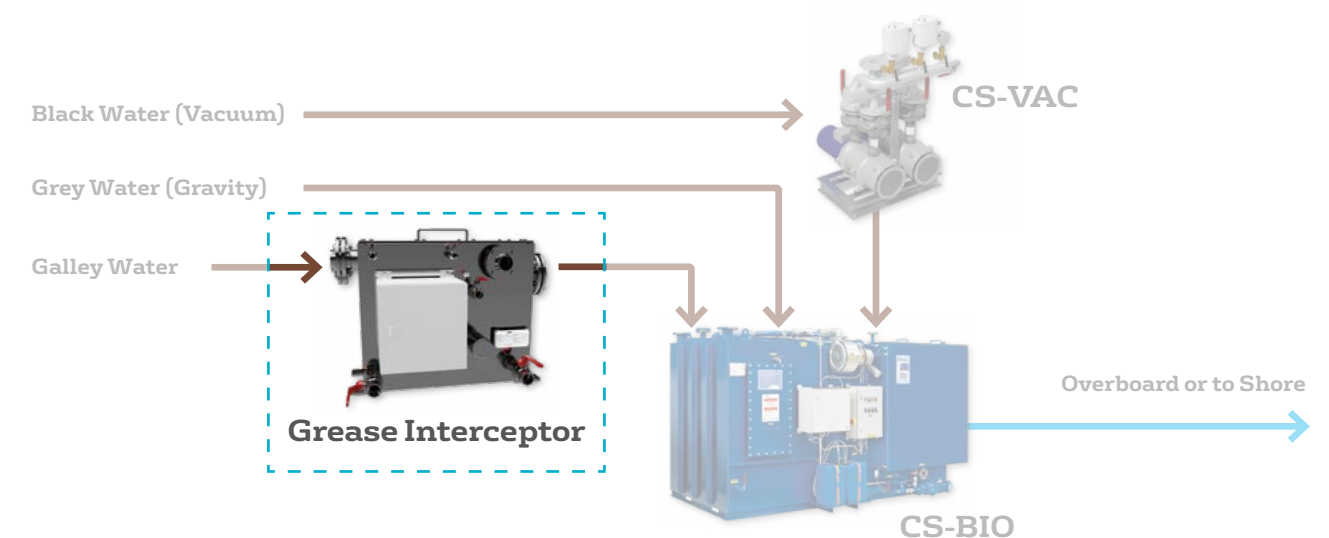 CS-VAC
Black Water (Vacuum)
Grey Water (Gravity)
Galley Water
Grease Interceptor
Overboard or to Shore
CS-BIO